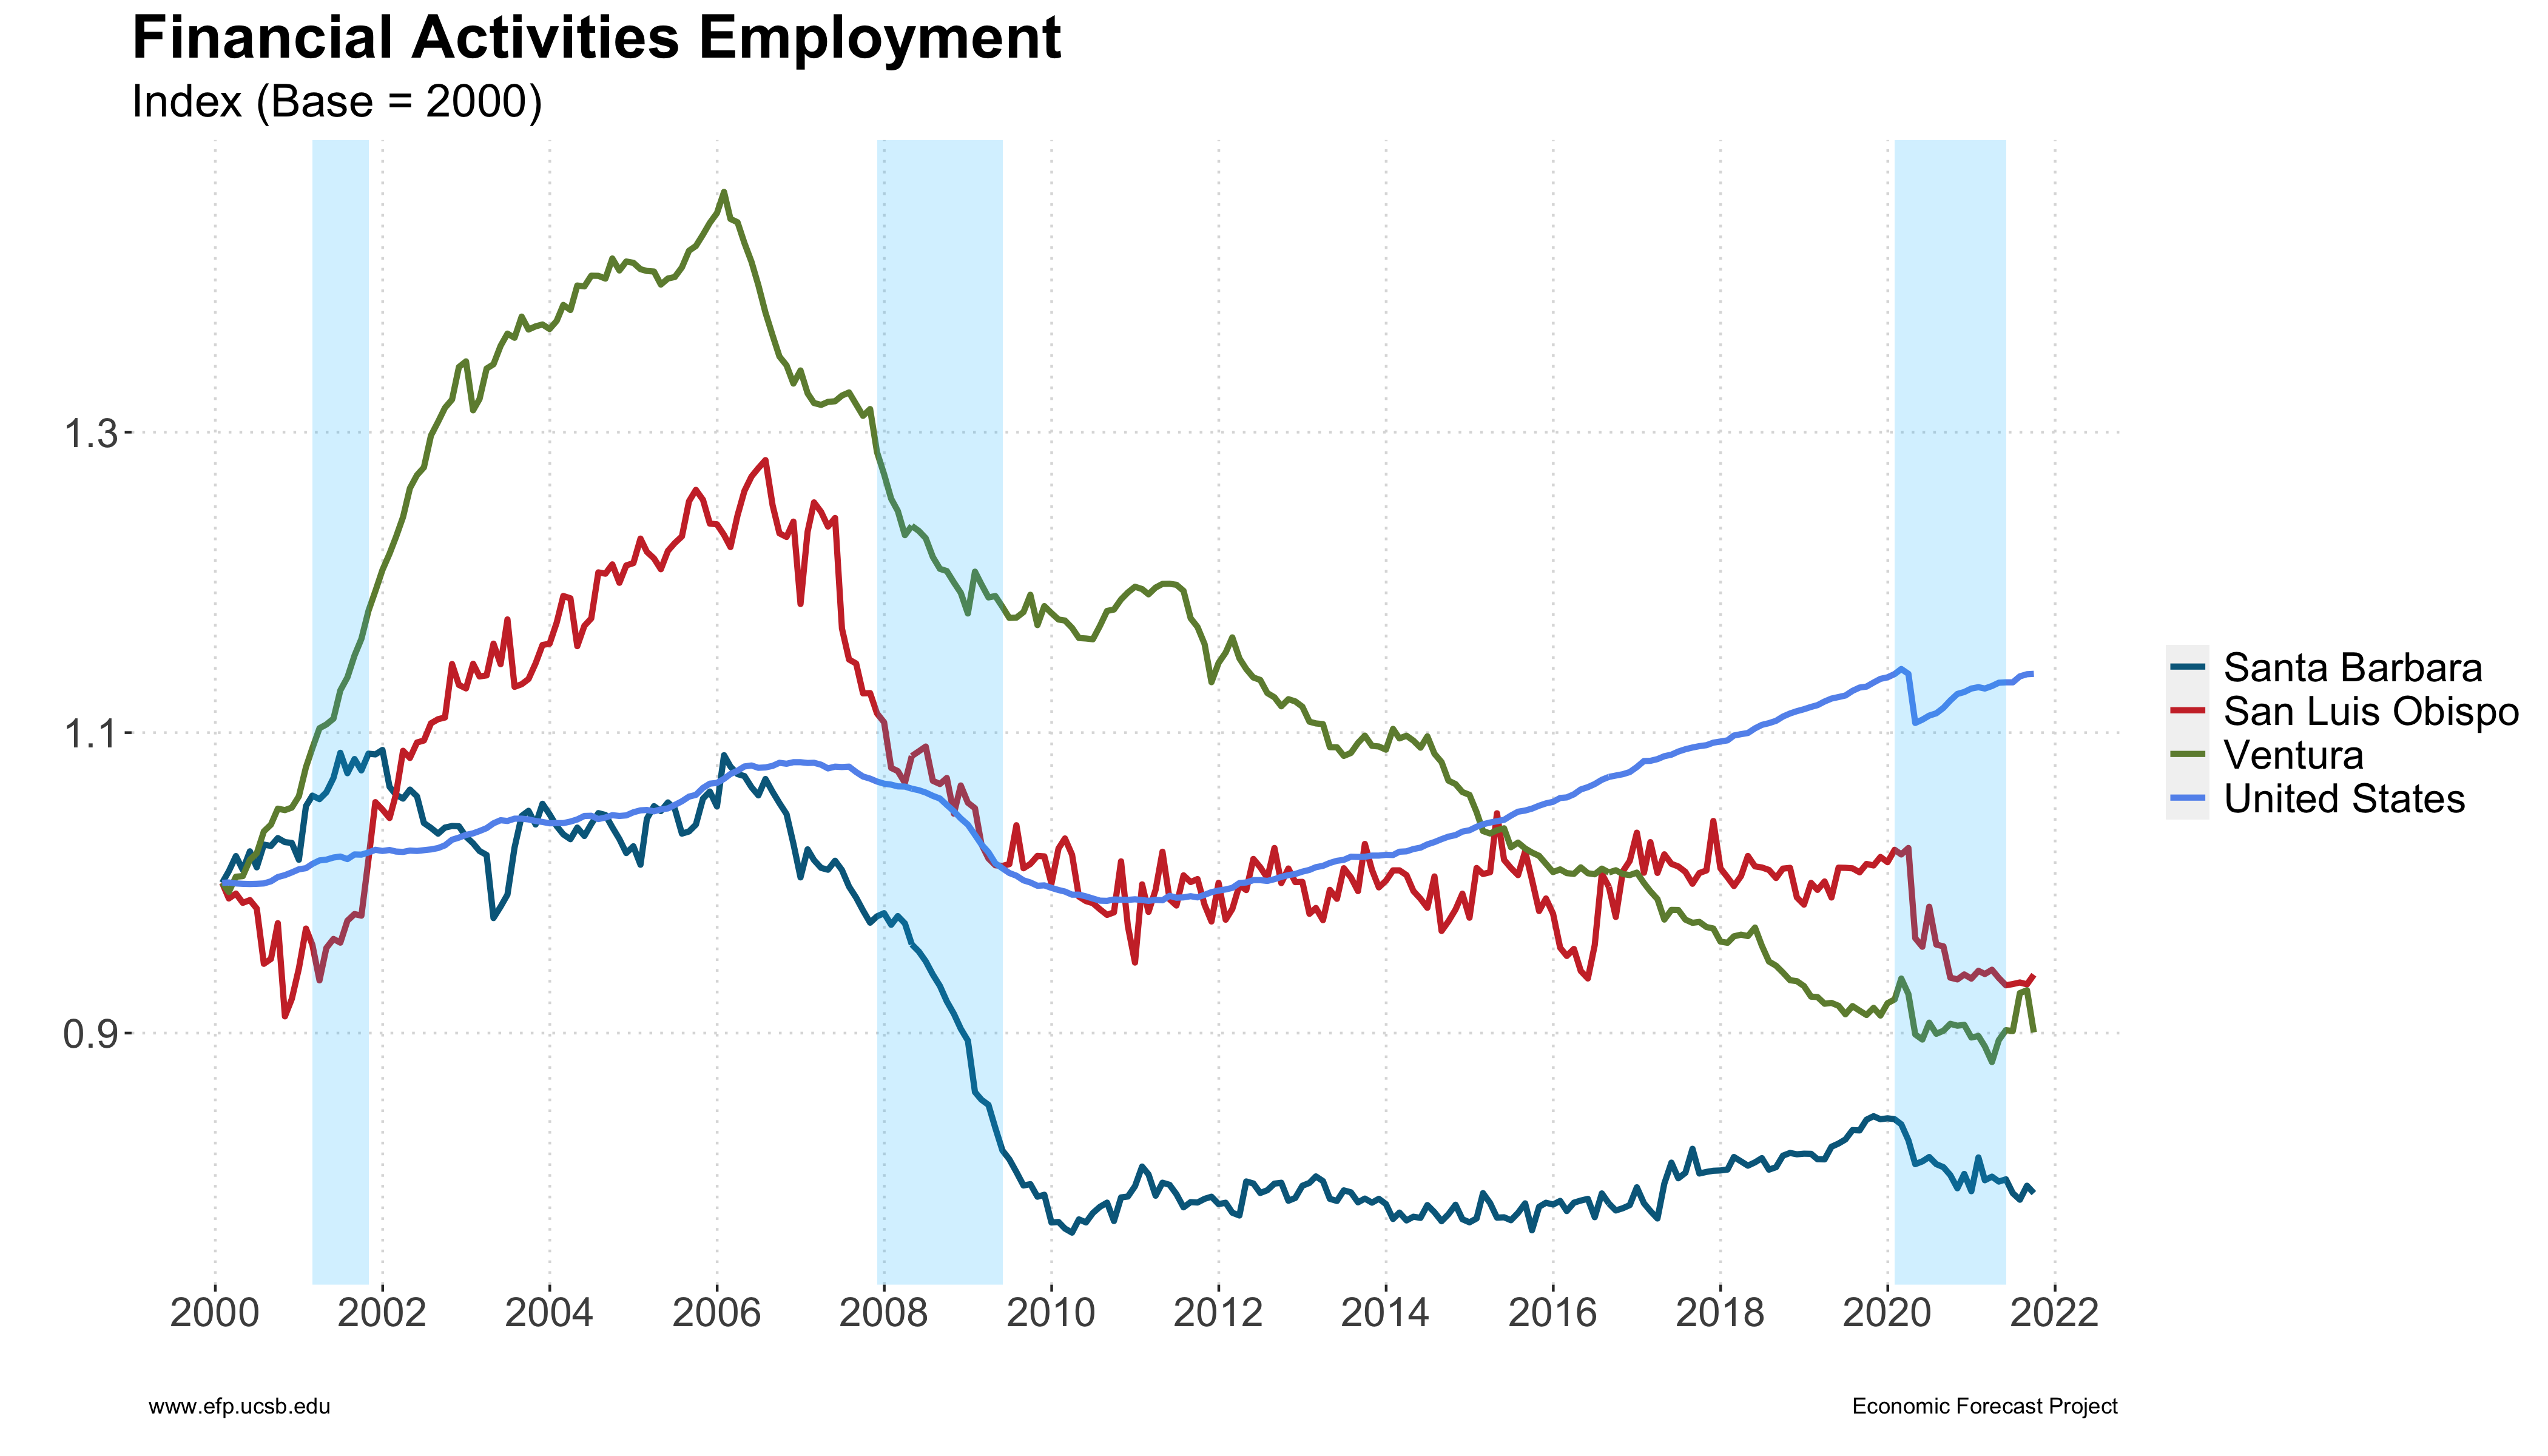 Financial Activities Employment
Index (Base = 2000)
1.3
1.1
0.9
2000 2002 2004 2006 2008 2010 2012 2014 2016 2018 2020 2022
Santa Barbara
San Luis Obispo
Ventura
United States
www.efp.ucsb.edu
Economic Forecast Project